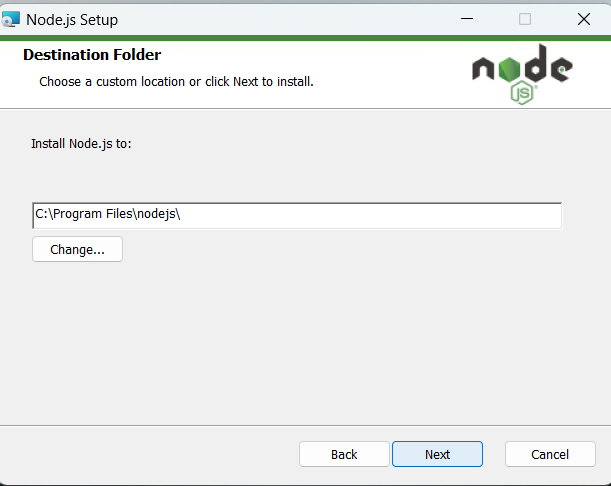 Node.js Setup
Destination Folder
Choose a custom location or click Next to install.
node
JS
Install Node.js to:
C:\Program Files\nodejs\
Change...
Back
Next
Cancel